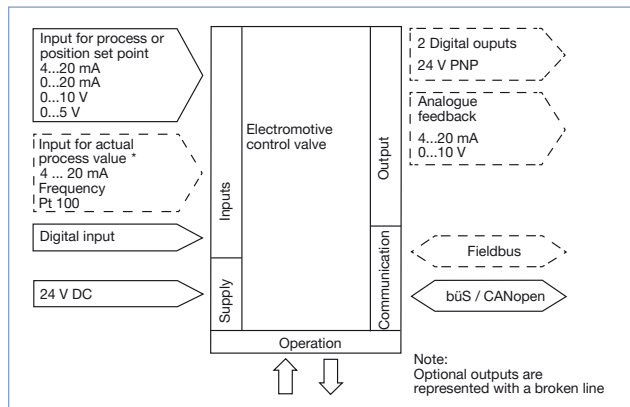 Input for process or
position set point
4...20 mA
0...20 mA
0...10 V
0...5 V
Input for actual
process value *
4 ... 20 mA
Frequency
Pt 100
Digital input
24 V DC
Inputs
Supply
Electromotive
control valve
Output
Communication
Operation
2 Digital ouputs
24 V PNP
Analogue
feedback
4...20 mA
0...10 V
Fieldbus
büS / CANopen
Note:
Optional outputs are
represented with a broken line